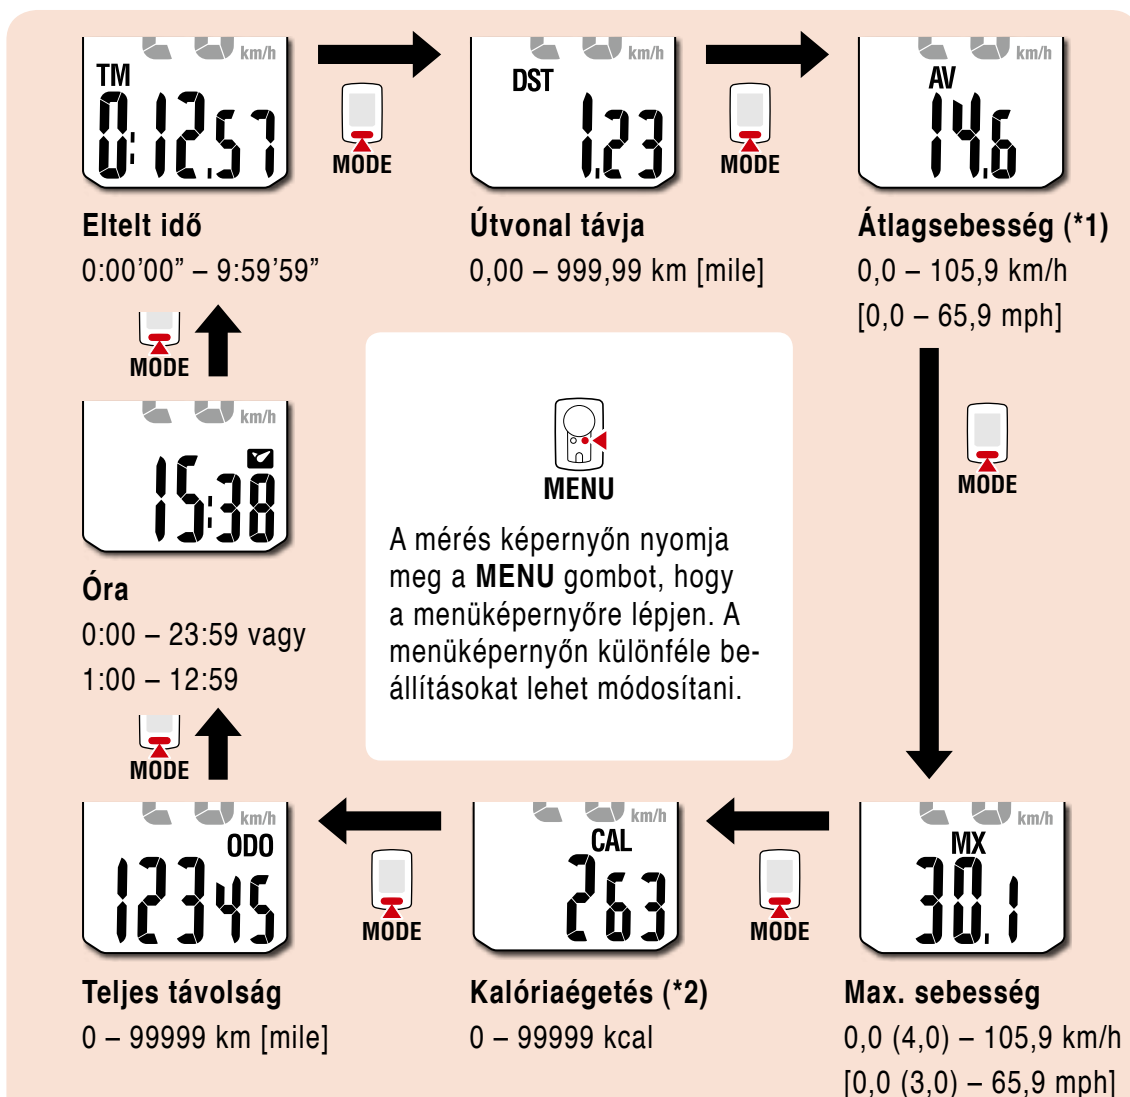 km/h
TM
0:12.57
MODE
Eltelt idő
0:00’00” – 9:59’59”
km/h
DST
1.23
MODE
Útvonal távja
0,00 – 999,99 km [mile]
km/h
AV
14.6
Átlagsebesség (*1)
0,0 – 105,9 km/h
[0,0 – 65,9 mph]
MODE
MODE
km/h
15:38
Óra
0:00 – 23:59 vagy
1:00 – 12:59
MODE
MENU
A mérés képernyőn nyomja
meg a MENU gombot, hogy
a menüképernyőre lépjen. A
menüképernyőn különféle be-
állításokat lehet módosítani.
km/h
ODO
12345
MODE
Teljes távolság
0 – 99999 km [mile]
km/h
CAL
263
MODE
Kalóriaégetés (*2)
0 – 99999 kcal
km/h
MX
30.1
Max. sebesség
0,0 (4,0) – 105,9 km/h
[0,0 (3,0) – 65,9 mph]